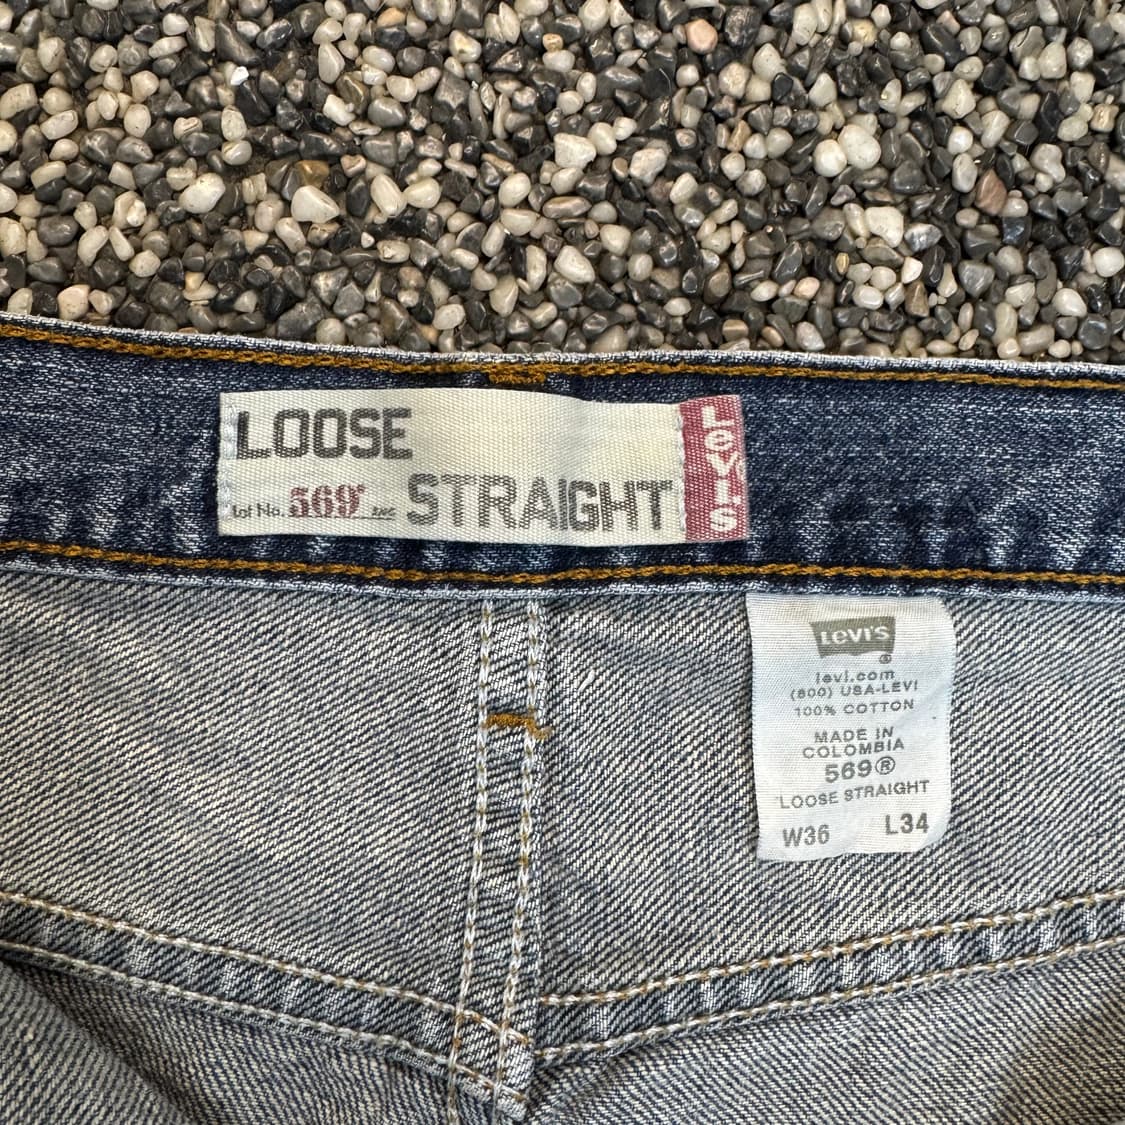 LOOSE
Lot No. 569® STRAIGHT
Levi's
Levi's
®
levi.com
(800) USA-LEVI
100% COTTON
MADE IN
COLOMBIA
569®
LOOSE STRAIGHT
W36 L34